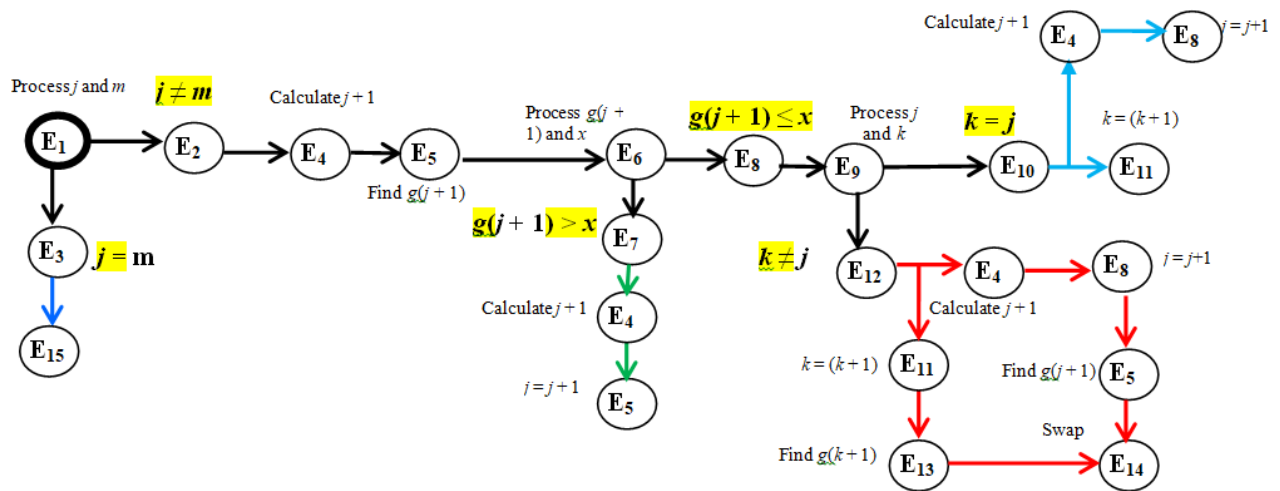 Calculate j + 1
E4
E8
j = j+1
Process j and m
j ≠ m
Calculate j + 1
Process g(j +
1) and x
g(j + 1) ≤ x
Process j
and k
k = j
k = (k+1)
E1
E2
E4
E5
E6
E8
E9
E10
E11
Find g(j+1)
g(j + 1) > x
E7
E3
j = m
k ≠ j
E12
E4
E8
j = j+1
Calculate j + 1
Calculate j + 1
E4
E15
k = (k+1)
E11
Find g(j+1)
E5
j = j + 1
E5
Swap
Find g(k+1)
E13
E14